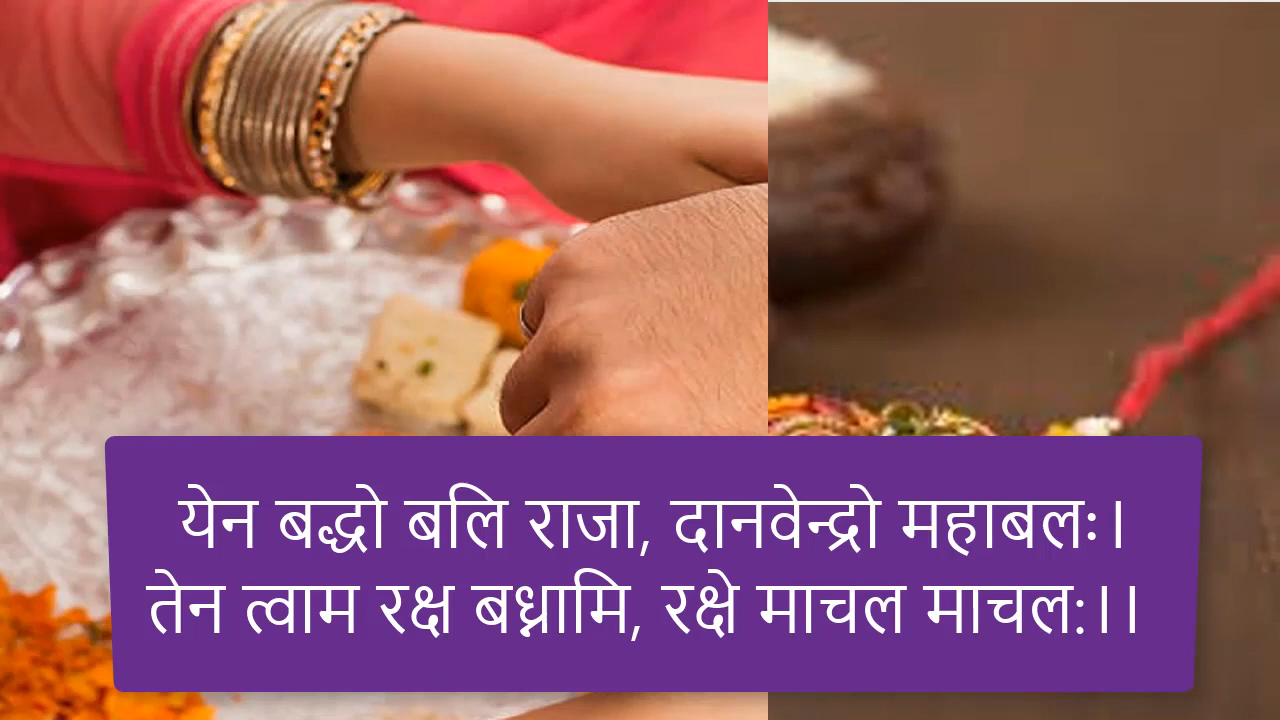 येन बद्धो बलि राजा, दानवेन्द्रो महाबलः।
तेन त्वाम रक्ष बध्नामि, रक्षे माचल माचल:।।